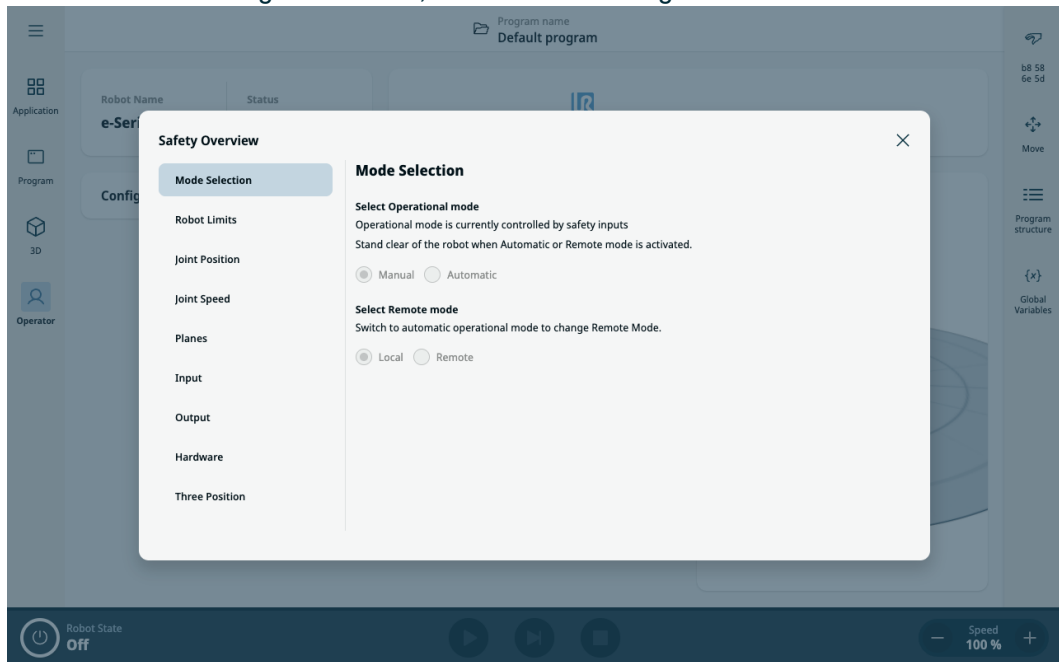 Program name
Default program
b8 58
6e 5d
Application
Robot Name
Status
e-Seri
Safety Overview
Mode Selection
Mode Selection
Move
Program
Config
Robot Limits
Select Operational mode
Operational mode is currently controlled by safety inputs
Stand clear of the robot when Automatic or Remote mode is activated.
Program
structure
3D
Joint Position
Manual
Automatic
Joint Speed
Select Remote mode
Switch to automatic operational mode to change Remote Mode.
{x}
Global
Variables
Operator
Planes
Local
Remote
Input
Output
Hardware
Three Position
Robot State
Off
Speed
100 %